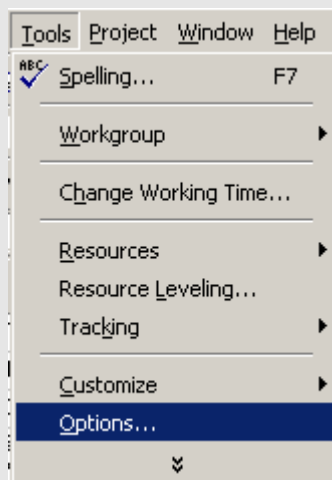 Tools Project Window Help
ABC Spelling... F7
Workgroup
Change Working Time...
Resources
Resource Leveling...
Tracking
Customize
Options...